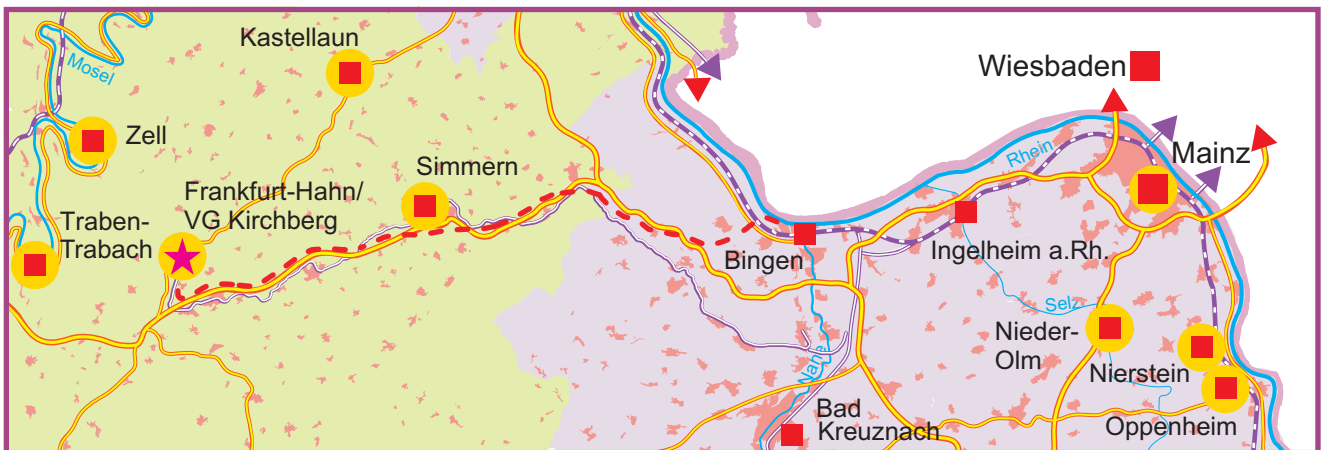 Kastellaun
Mosel
Zell
Wiesbaden
Mainz
Rhein
Simmern
Frankfurt-Hahn/
VG Kirchberg
Traben-
Trabach
Bingen
Ingelheim a.Rh.
Selz
Nieder-
Olm
Nierstein
Nahe
Bad
Kreuznach
Oppenheim